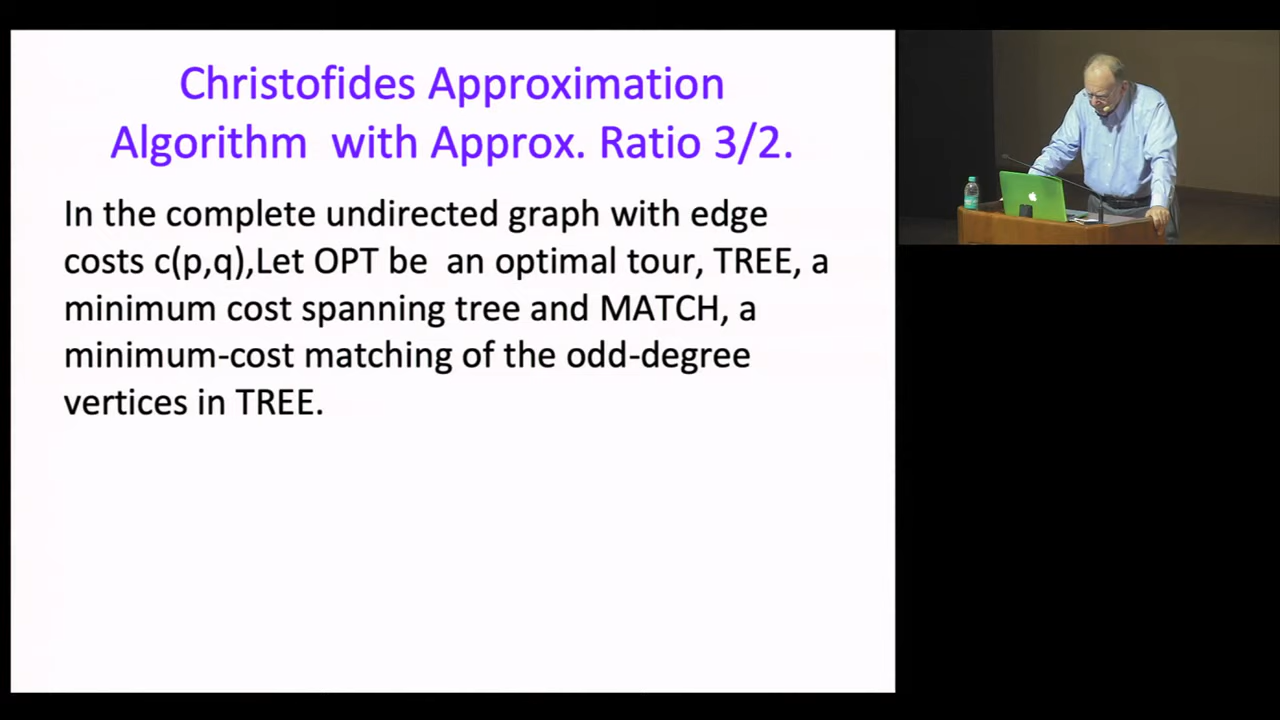 Christofides Approximation
Algorithm with Approx. Ratio 3/2.
In the complete undirected graph with edge
costs c(p,q),Let OPT be an optimal tour, TREE, a
minimum cost spanning tree and MATCH, a
minimum-cost matching of the odd-degree
vertices in TREE.